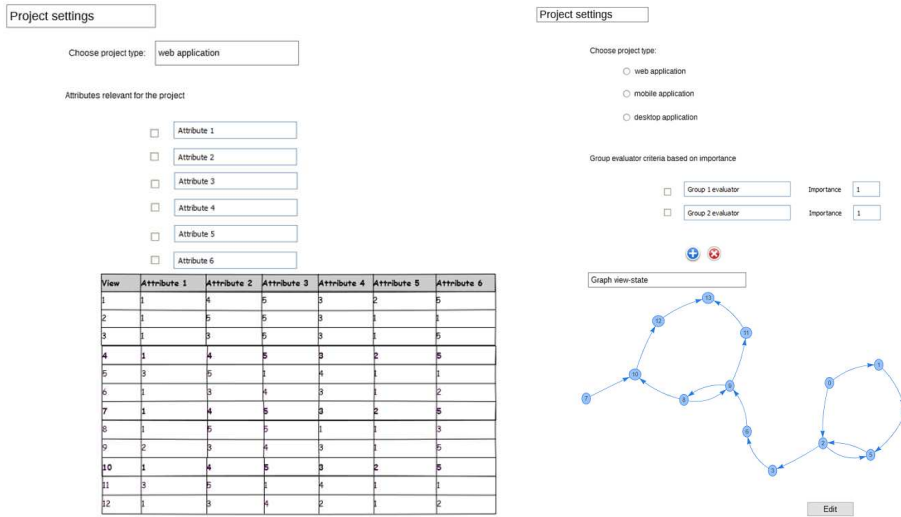 Project settings
Choose project type: web application
Attributes relevant for the project
Attribute 1
Attribute 2
Attribute 3
Attribute 4
Attribute 5
Attribute 6
View Attribute 1 Attribute 2 Attribute 3 Attribute 4 Attribute 5 Attribute 6
1 1 4 5 3 2 5
2 1 5 5 3 1 1
3 1 3 5 3 1 5
4 1 4 5 3 2 5
5 3 5 1 4 1 1
6 1 3 4 3 1 2
7 1 4 5 3 2 5
8 1 5 5 1 1 3
9 2 3 4 3 1 5
10 1 4 5 3 2 5
11 3 5 1 4 1 1
12 1 3 4 2 1 2
Project settings
Choose project type:
web application
mobile application
desktop application
Group evaluator criteria based on importance
Group 1 evaluator Importance 1
Group 2 evaluator Importance 1
Graph view-state
13
12
11
10
9
8
7
6
3
0
1
2
5
Edit